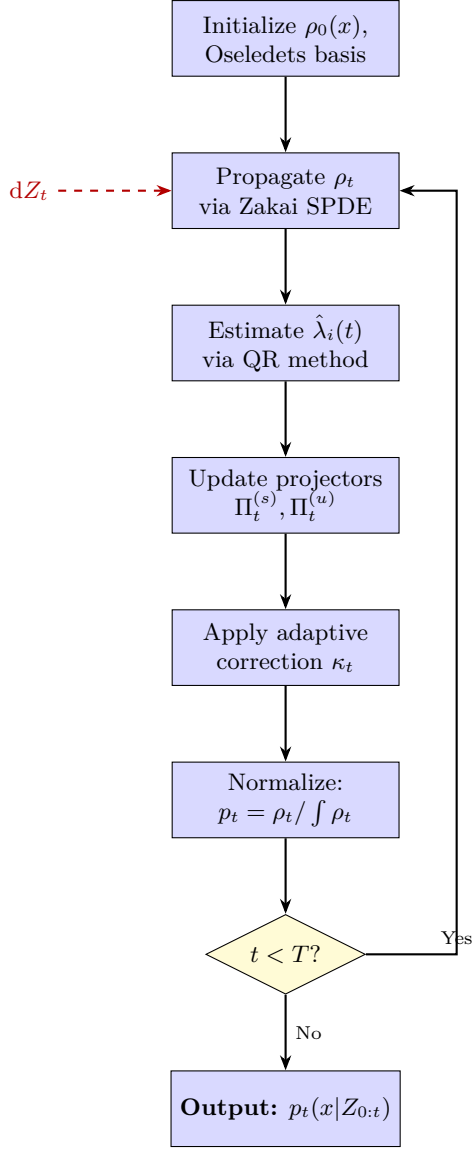 Initialize ρ₀(x),
Oseledets basis
dZₜ
Propagate ρₜ
via Zakai SPDE
Estimate λ̂ᵢ(t)
via QR method
Update projectors
Πₜ⁽ˢ⁾, Πₜ⁽ᵘ⁾
Apply adaptive
correction κₜ
Normalize:
pₜ = ρₜ/ ∫ ρₜ
t < T?
Yes
No
Output: pₜ(x|Z₀:ₜ)